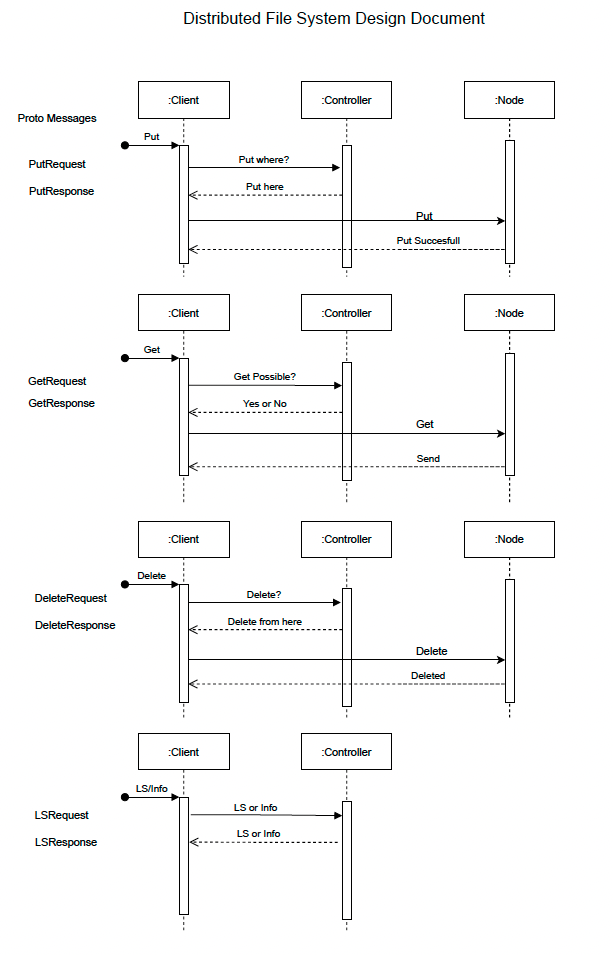 Distributed File System Design Document
:Client
:Controller
:Node
Proto Messages
Put
PutRequest
Put where?
PutResponse
Put here
Put
Put Succesfull
:Client
:Controller
:Node
Get
GetRequest
Get Possible?
GetResponse
Yes or No
Get
Send
:Client
:Controller
:Node
Delete
DeleteRequest
Delete?
DeleteResponse
Delete from here
Delete
Deleted
:Client
:Controller
LS/Info
LSRequest
LS or Info
LSResponse
LS or Info